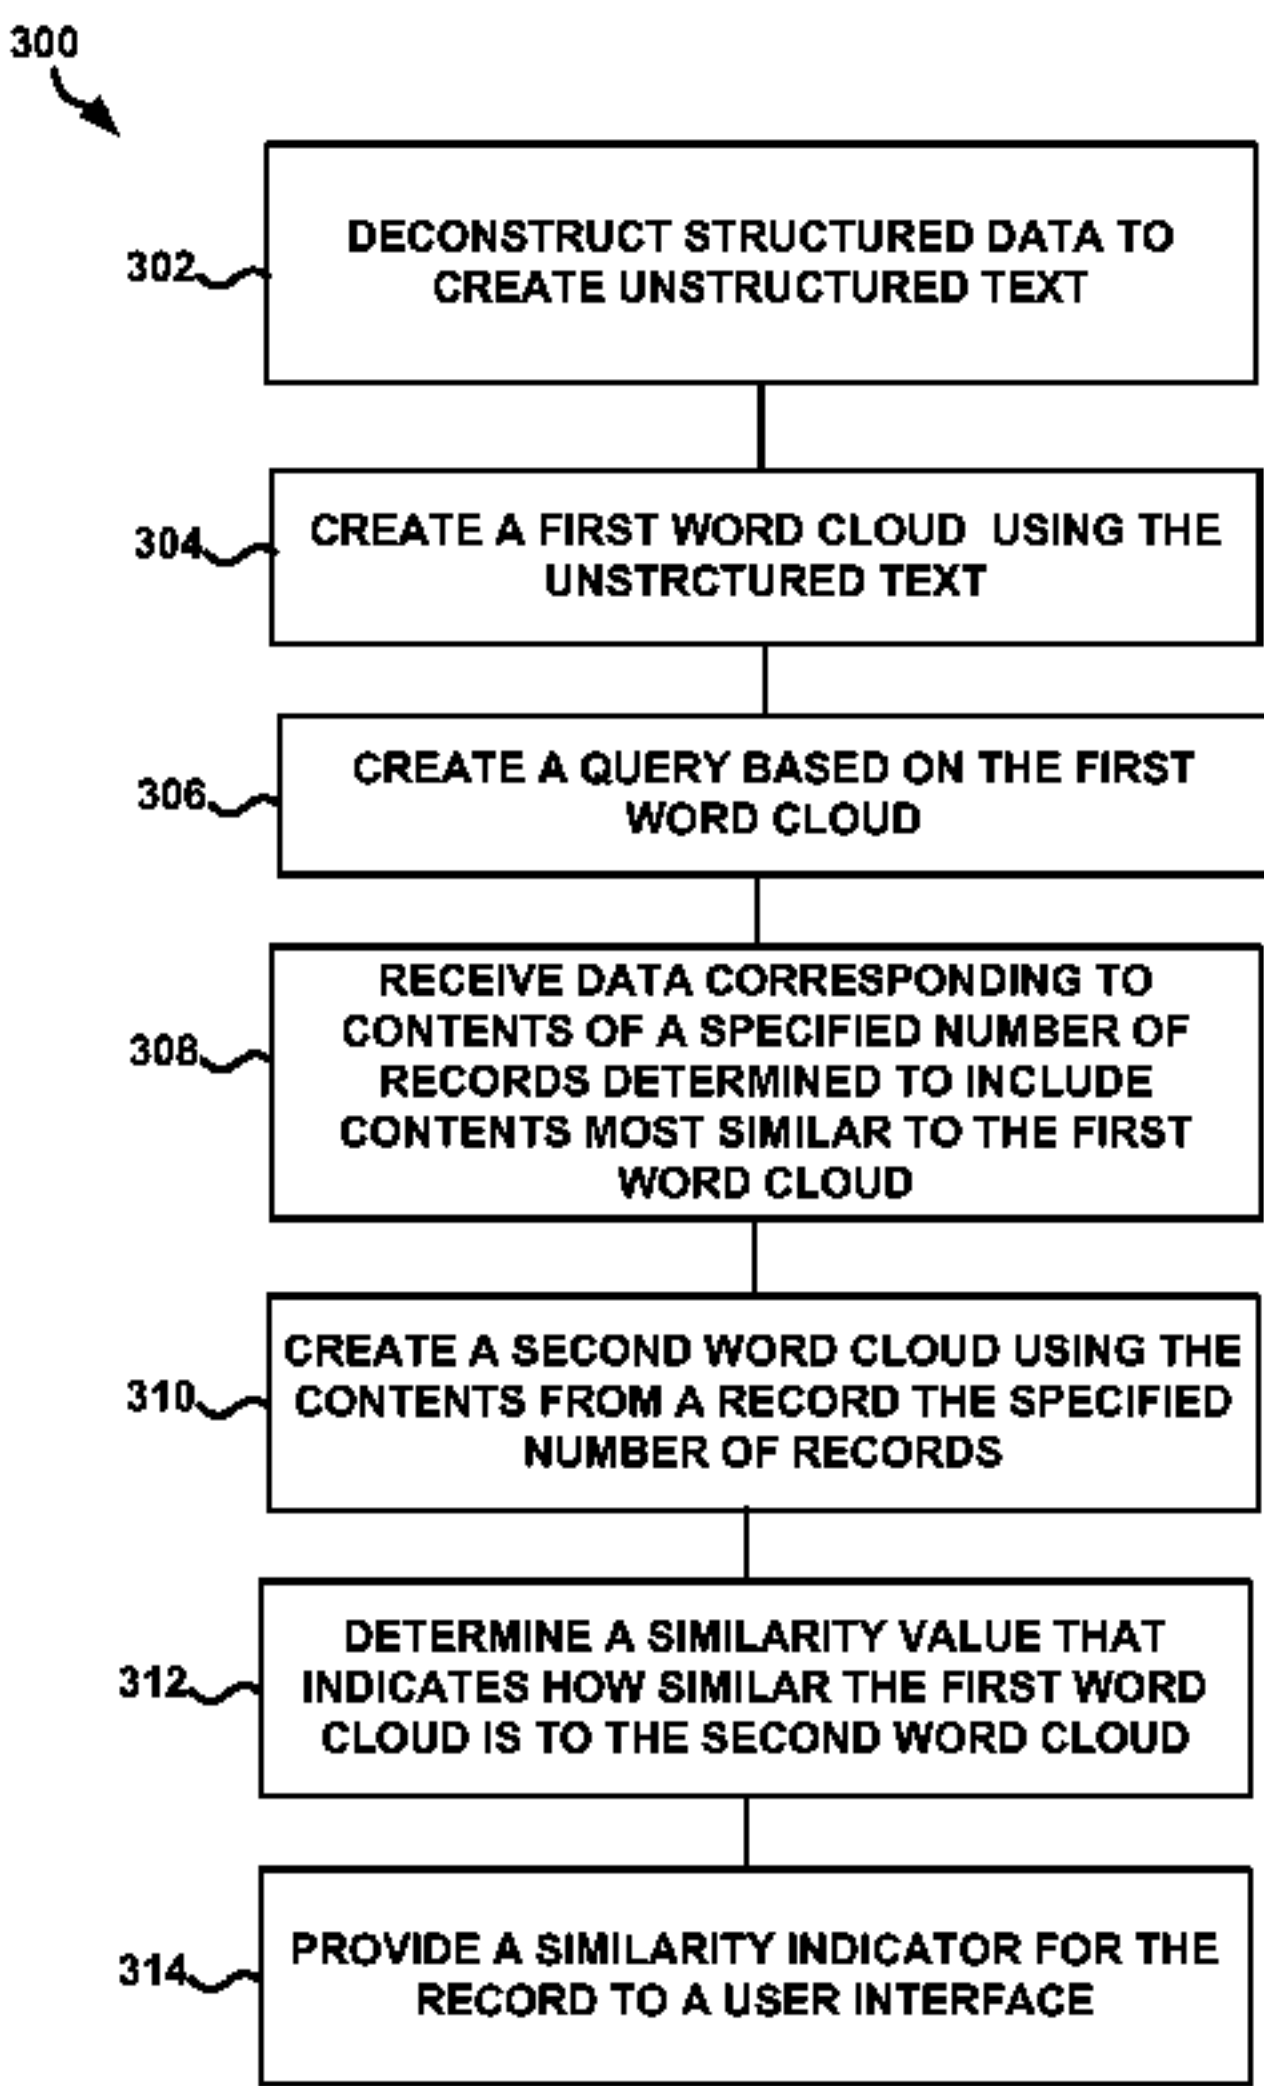 300
302
DECONSTRUCT STRUCTURED DATA TO
CREATE UNSTRUCTURED TEXT
304
CREATE A FIRST WORD CLOUD USING THE
UNSTRCTURED TEXT
306
CREATE A QUERY BASED ON THE FIRST
WORD CLOUD
308
RECEIVE DATA CORRESPONDING TO
CONTENTS OF A SPECIFIED NUMBER OF
RECORDS DETERMINED TO INCLUDE
CONTENTS MOST SIMILAR TO THE FIRST
WORD CLOUD
310
CREATE A SECOND WORD CLOUD USING THE
CONTENTS FROM A RECORD THE SPECIFIED
NUMBER OF RECORDS
312
DETERMINE A SIMILARITY VALUE THAT
INDICATES HOW SIMILAR THE FIRST WORD
CLOUD IS TO THE SECOND WORD CLOUD
314
PROVIDE A SIMILARITY INDICATOR FOR THE
RECORD TO A USER INTERFACE